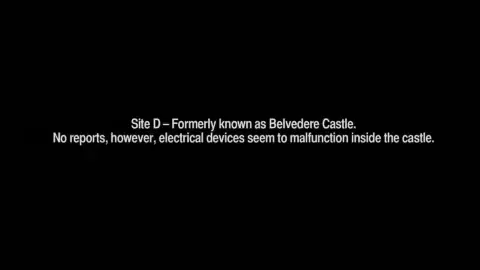 Site D – Formerly known as Belvedere Castle.
No reports, however, electrical devices seem to malfunction inside the castle.